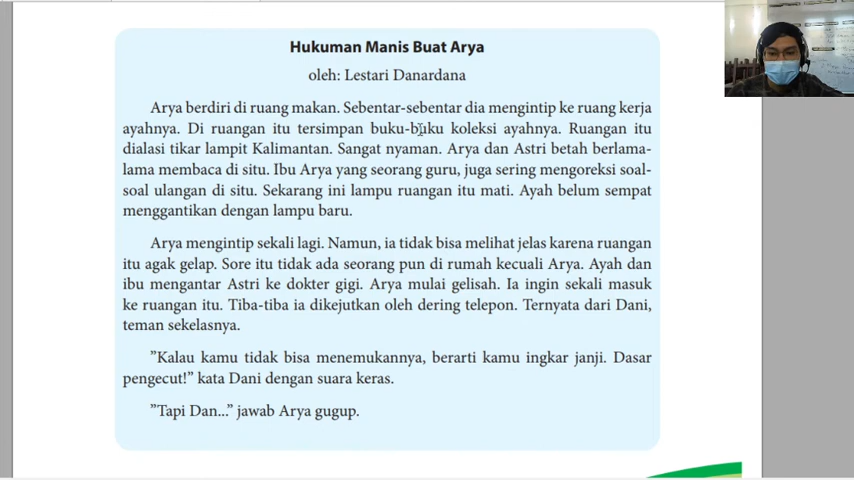 Hukuman Manis Buat Arya
oleh: Lestari Danardana
Arya berdiri di ruang makan. Sebentar-sebentar dia mengintip ke ruang kerja
ayahnya. Di ruangan itu tersimpan buku-buku koleksi ayahnya. Ruangan itu
dialasi tikar lampit Kalimantan. Sangat nyaman. Arya dan Astri betah berlama-
lama membaca di situ. Ibu Arya yang seorang guru, juga sering mengoreksi soal-
soal ulangan di situ. Sekarang ini lampu ruangan itu mati. Ayah belum sempat
menggantikan dengan lampu baru.
Arya mengintip sekali lagi. Namun, ia tidak bisa melihat jelas karena ruangan
itu agak gelap. Sore itu tidak ada seorang pun di rumah kecuali Arya. Ayah dan
ibu mengantar Astri ke dokter gigi. Arya mulai gelisah. Ia ingin sekali masuk
ke ruangan itu. Tiba-tiba ia dikejutkan oleh dering telepon. Ternyata dari Dani,
teman sekelasnya.
”Kalau kamu tidak bisa menemukannya, berarti kamu ingkar janji. Dasar
pengecut!” kata Dani dengan suara keras.
”Tapi Dan...” jawab Arya gugup.